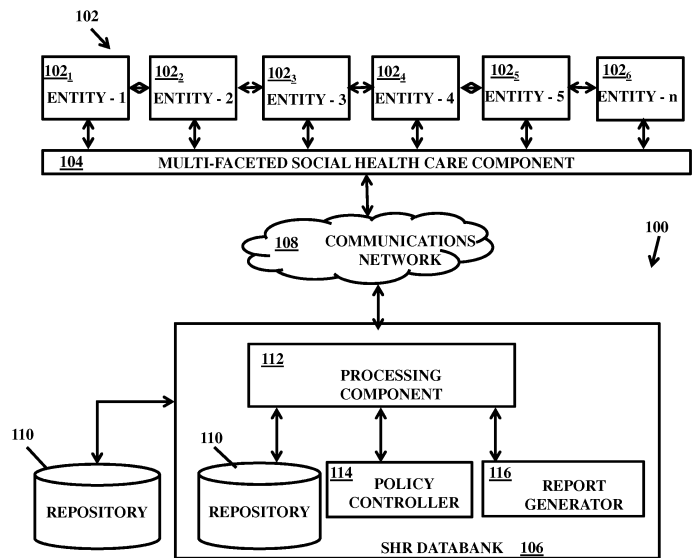 102
102₁ 102₂ 102₃ 102₄ 102₅ 102₆
ENTITY - 1 ENTITY - 2 ENTITY - 3 ENTITY - 4 ENTITY - 5 ENTITY - n
104 MULTI-FACETED SOCIAL HEALTH CARE COMPONENT
108 COMMUNICATIONS
NETWORK
100
112
PROCESSING
COMPONENT
110
110
REPOSITORY
REPOSITORY
114
POLICY
CONTROLLER
116
REPORT
GENERATOR
SHR DATABANK 106